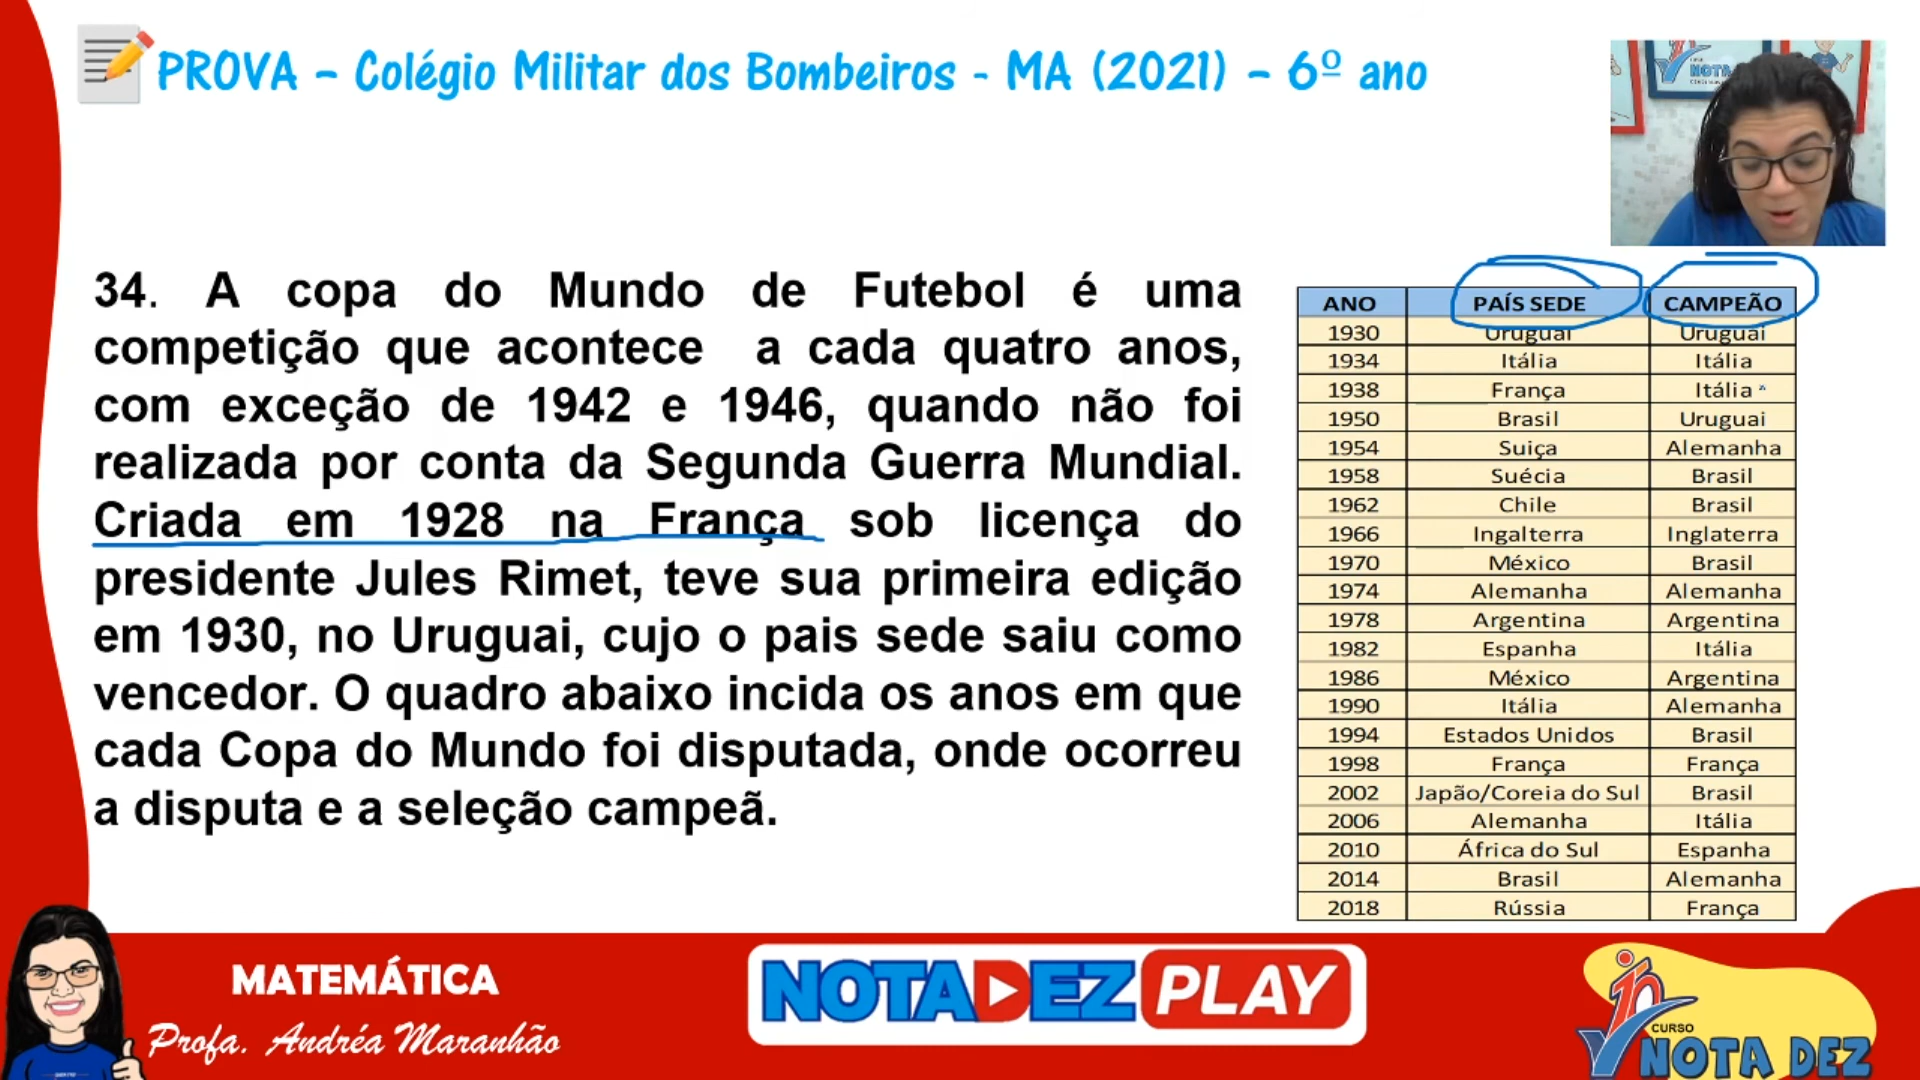 PROVA – Colégio Militar dos Bombeiros - MA (2021) – 6º ano
34. A copa do Mundo de Futebol é uma
competição que acontece a cada quatro anos,
com exceção de 1942 e 1946, quando não foi
realizada por conta da Segunda Guerra Mundial.
Criada em 1928 na França sob licença do
presidente Jules Rimet, teve sua primeira edição
em 1930, no Uruguai, cujo o pais sede saiu como
vencedor. O quadro abaixo incida os anos em que
cada Copa do Mundo foi disputada, onde ocorreu
a disputa e a seleção campeã.
ANO PAÍS SEDE CAMPEÃO
1930 Uruguai Uruguai
1934 Itália Itália
1938 França Itália
1950 Brasil Uruguai
1954 Suiça Alemanha
1958 Suécia Brasil
1962 Chile Brasil
1966 Ingalterra Inglaterra
1970 México Brasil
1974 Alemanha Alemanha
1978 Argentina Argentina
1982 Espanha Itália
1986 México Argentina
1990 Itália Alemanha
1994 Estados Unidos Brasil
1998 França França
2002 Japão/Coreia do Sul Brasil
2006 Alemanha Itália
2010 África do Sul Espanha
2014 Brasil Alemanha
2018 Rússia França
MATEMÁTICA
Profa. Andréa Maranhão
NOTADEZ PLAY
CURSO
NOTA DEZ